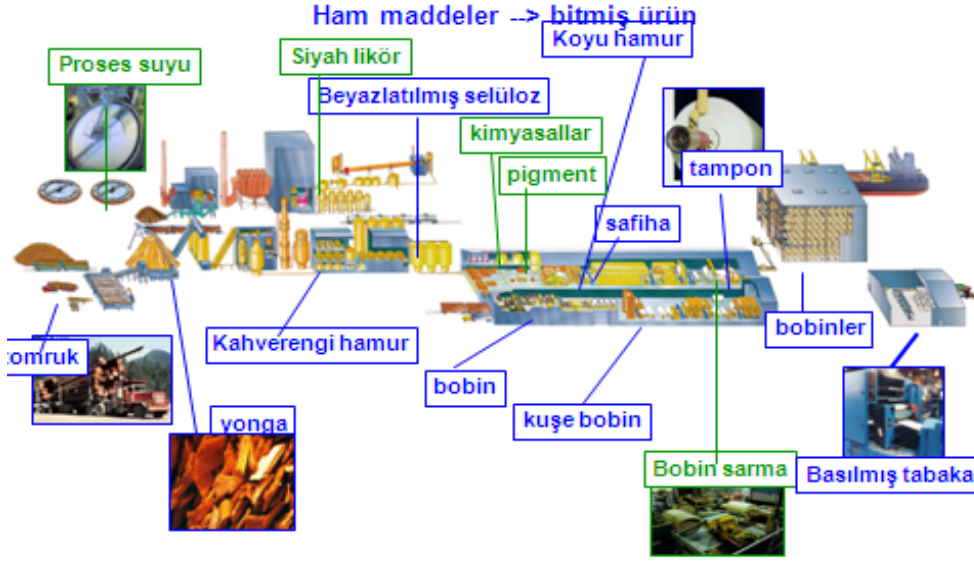 Ham maddeler --> bitmiş ürün
Koyu hamur
Siyah likör
Proses suyu
Beyazlatılmış selüloz
kimyasallar
pigment
tampon
safiha
bobinler
Kahverengi hamur
tomruk
bobin
kuşe bobin
yonga
Bobin sarma
Basılmış tabaka